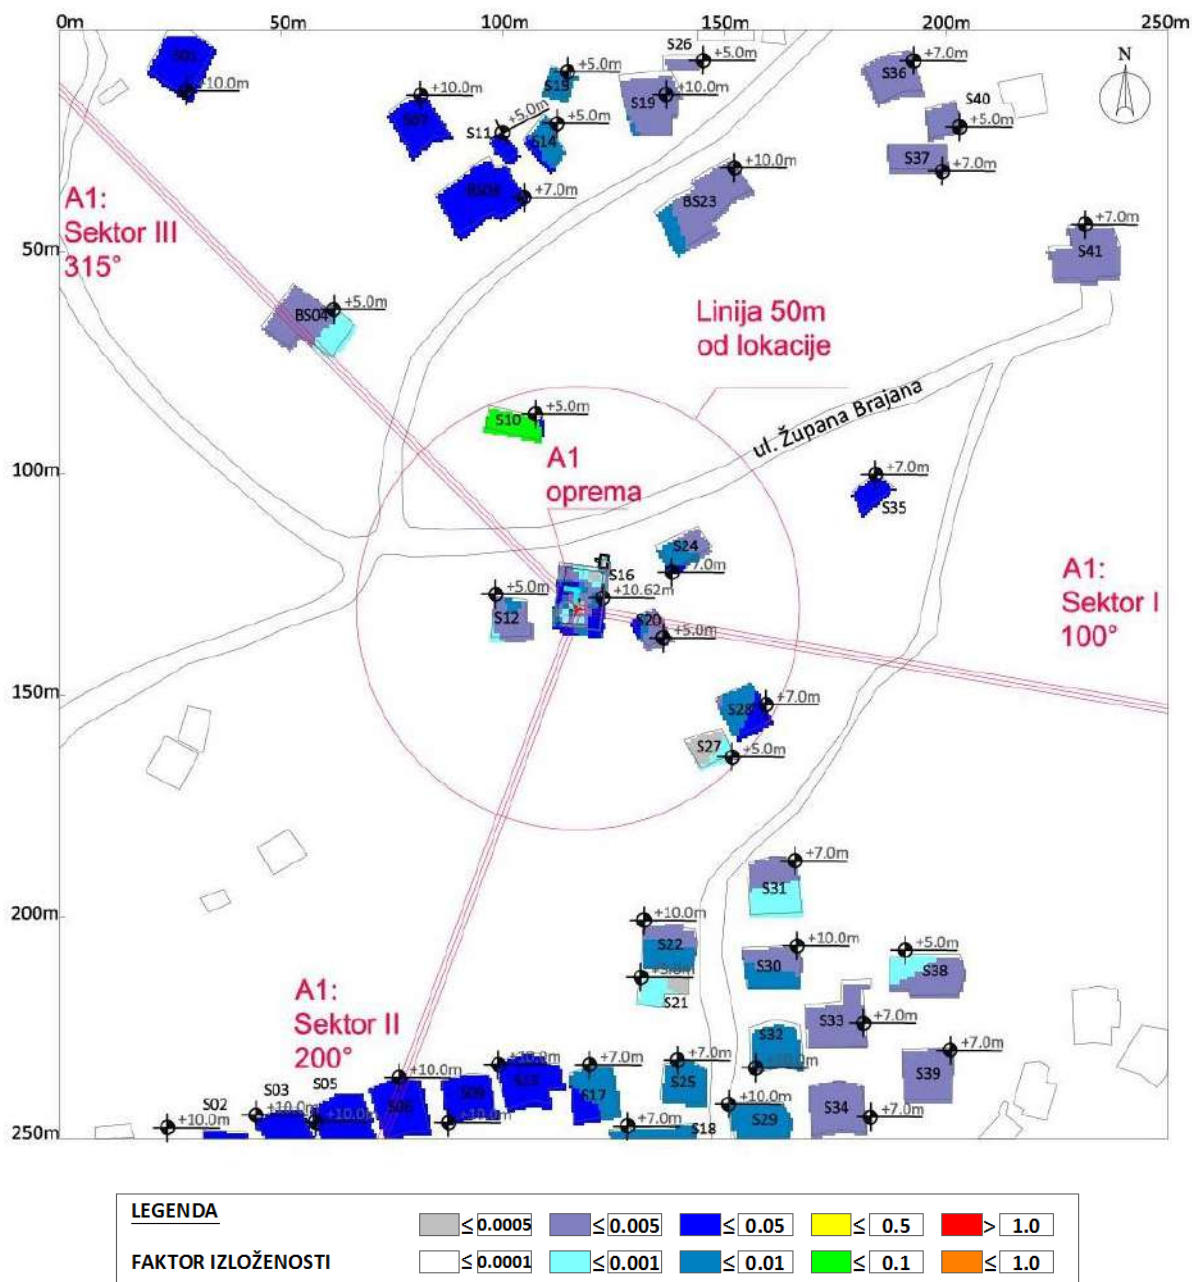 0m 50m 100m 150m 200m 250m
S26 +5.0m
+7.0m
+5.0m
N
+10.0m
S15
S36
+10.0m
+10.0m
S19
S40
S07
+5.0m
+5.0m
S11
S14
+5.0m
S37
+7.0m
+10.0m
BS08
+7.0m
BS23
A1:
Sektor III
315°
+7.0m
S41
50m
BS04
+5.0m
Linija 50m
od lokacije
ul. Župana Brajana
S10
+5.0m
100m
A1
oprema
+7.0m
S35
S24
+7.0m
S16
+10.62m
+5.0m
S12
S20
+5.0m
A1:
Sektor I
100°
150m
+7.0m
S28
S27
+5.0m
+7.0m
S31
200m
+10.0m
S22
+10.0m
S30
+5.0m
S38
S21
A1:
Sektor II
200°
S33
+7.0m
S32
+7.0m
S39
+7.0m
S25
+7.0m
S17
+10.0m
S06
S09
S03
S05
S02
+10.0m
+10.0m
+10.0m
+10.0m
S29
S34
+7.0m
+7.0m
S18
250m
LEGENDA
≤ 0.0005 ≤ 0.005 ≤ 0.05 ≤ 0.5 > 1.0
FAKTOR IZLOŽENOSTI
≤ 0.0001 ≤ 0.001 ≤ 0.01 ≤ 0.1 ≤ 1.0